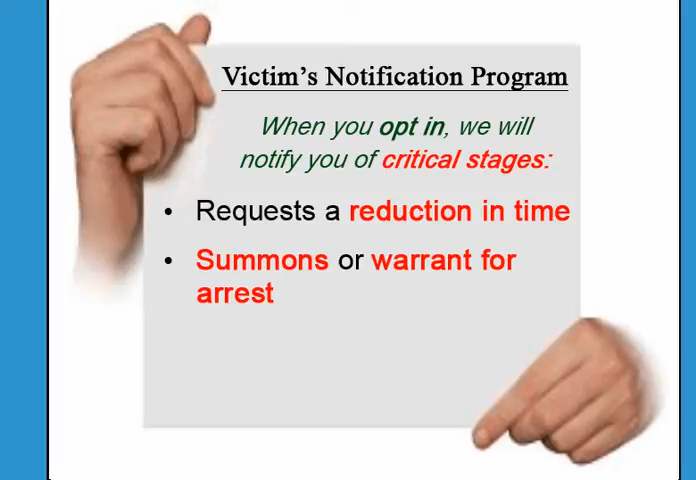 Victim's Notification Program
When you opt in, we will
notify you of critical stages:
• Requests a reduction in time
• Summons or warrant for
arrest